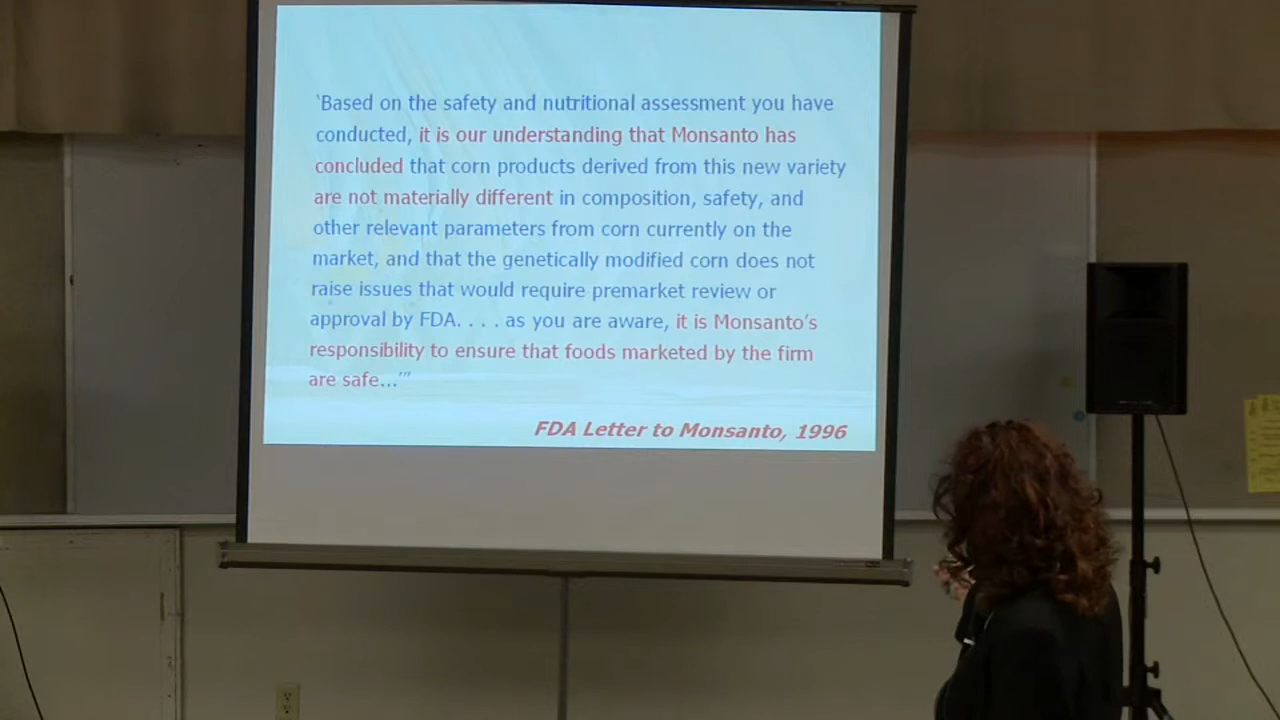 ‘Based on the safety and nutritional assessment you have
conducted, it is our understanding that Monsanto has
concluded that corn products derived from this new variety
are not materially different in composition, safety, and
other relevant parameters from corn currently on the
market, and that the genetically modified corn does not
raise issues that would require premarket review or
approval by FDA. . . . as you are aware, it is Monsanto’s
responsibility to ensure that foods marketed by the firm
are safe...’”
FDA Letter to Monsanto, 1996